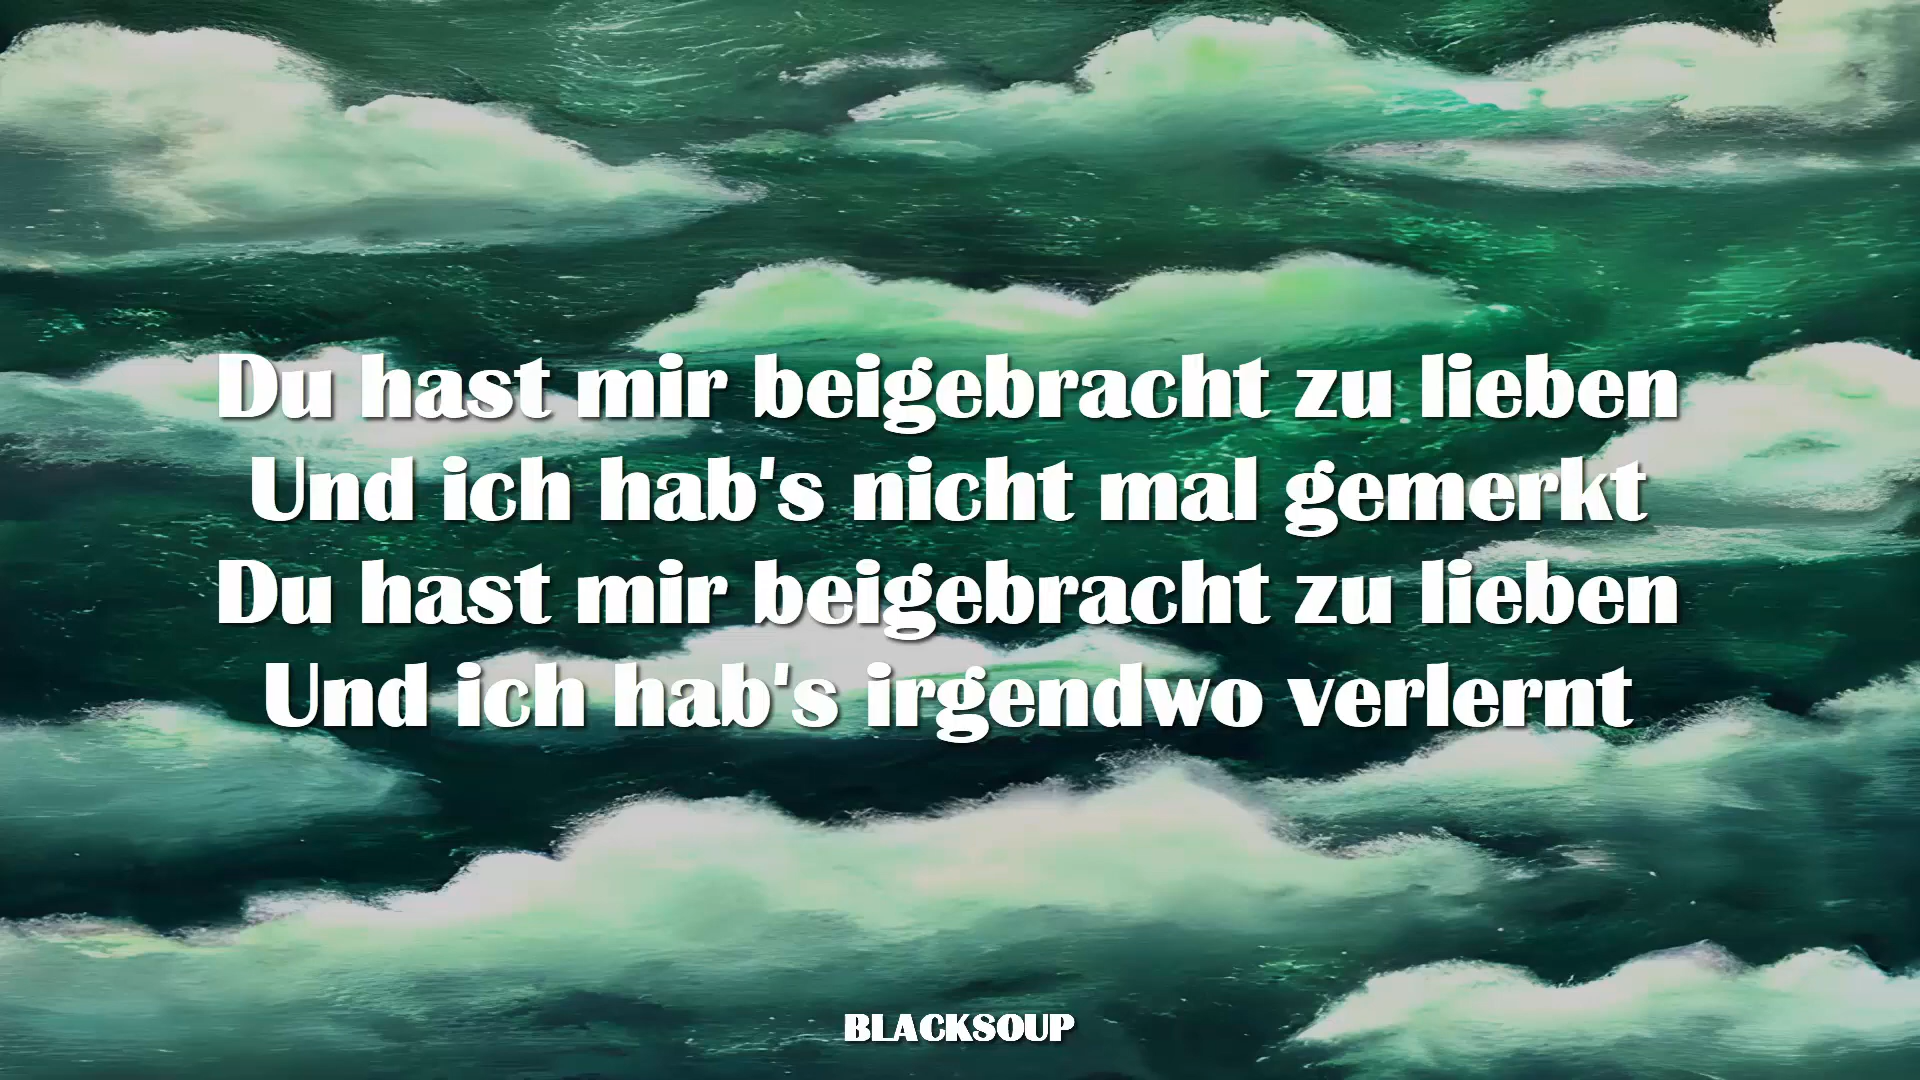 Du hast mir beigebracht zu lieben
Und ich hab's nicht mal gemerkt
Du hast mir beigebracht zu lieben
Und ich hab's irgendwo verlernt
BLACKSOUP